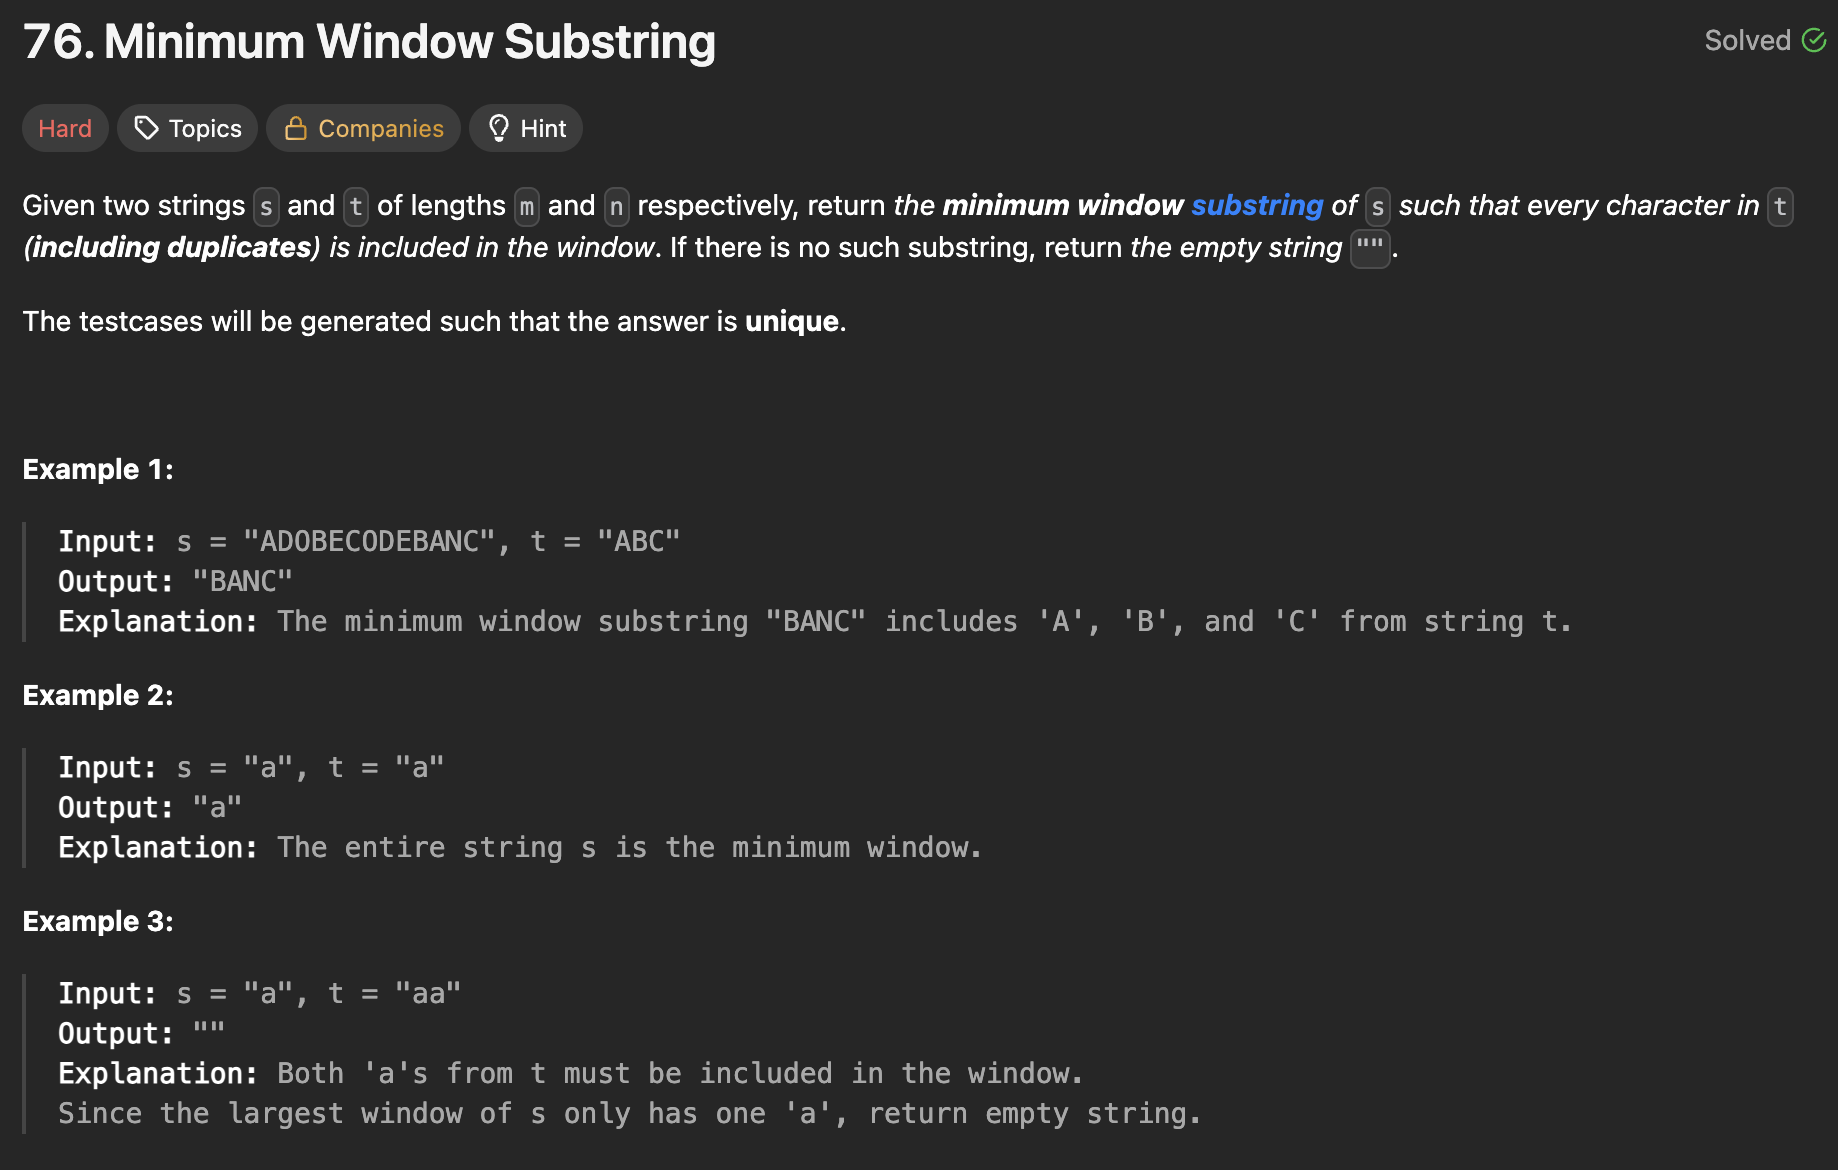 76. Minimum Window Substring
Solved
Hard
Topics
Companies
Hint
Given two strings s and t of lengths m and n respectively, return the minimum window substring of s such that every character in t
(including duplicates) is included in the window. If there is no such substring, return the empty string "".
The testcases will be generated such that the answer is unique.
Example 1:
Input: s = "ADOBECODEBANC", t = "ABC"
Output: "BANC"
Explanation: The minimum window substring "BANC" includes 'A', 'B', and 'C' from string t.
Example 2:
Input: s = "a", t = "a"
Output: "a"
Explanation: The entire string s is the minimum window.
Example 3:
Input: s = "a", t = "aa"
Output: ""
Explanation: Both 'a's from t must be included in the window.
Since the largest window of s only has one 'a', return empty string.